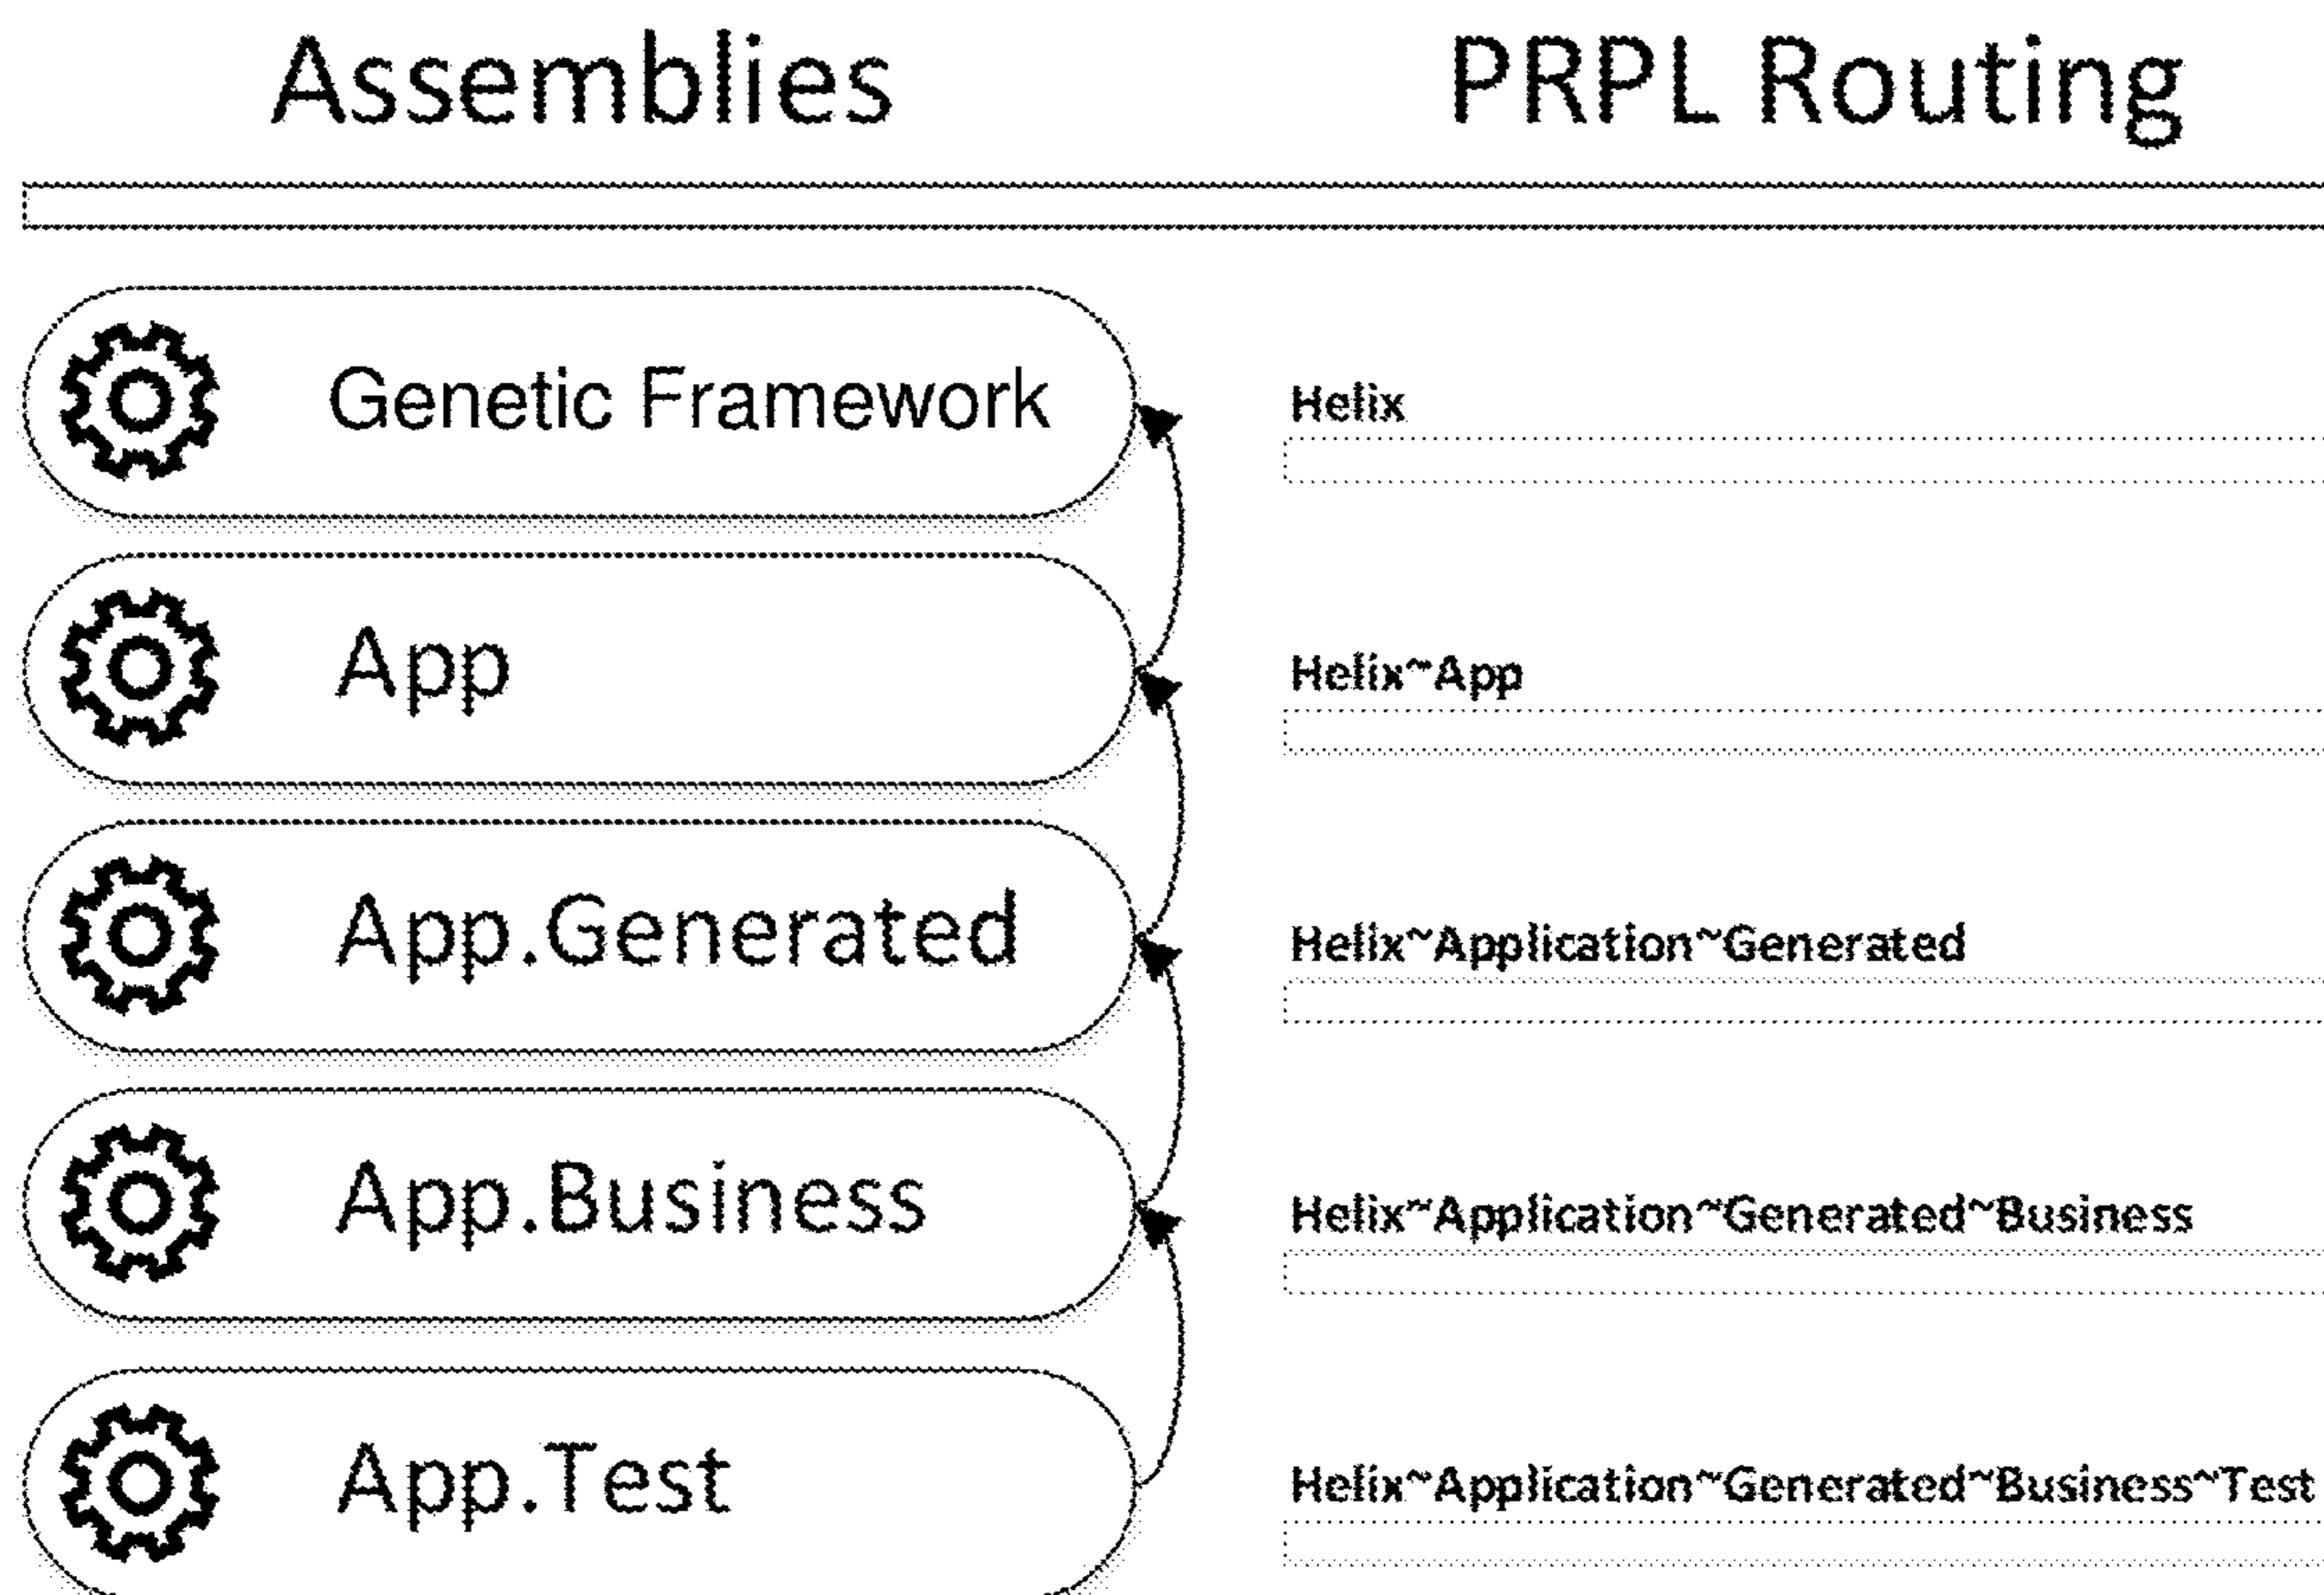 Assemblies
PRPL Routing
Genetic Framework
Helix
App
Helix~App
App.Generated
Helix~Application~Generated
App.Business
Helix~Application~Generated~Business
App.Test
Helix~Application~Generated~Business~Test